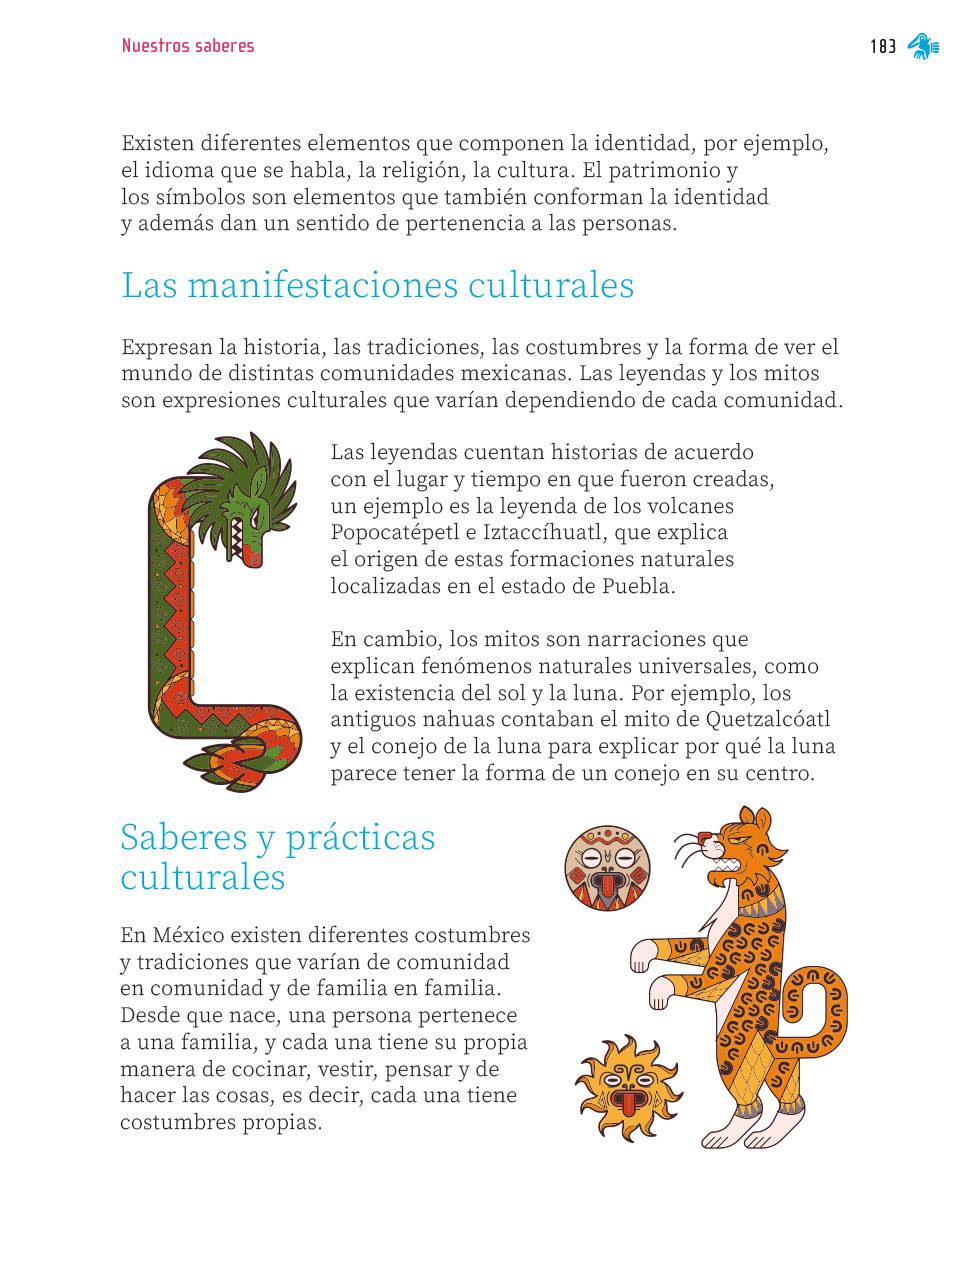 Nuestros saberes
183
Existen diferentes elementos que componen la identidad, por ejemplo,
el idioma que se habla, la religión, la cultura. El patrimonio y
los símbolos son elementos que también conforman la identidad
y además dan un sentido de pertenencia a las personas.
Las manifestaciones culturales
Expresan la historia, las tradiciones, las costumbres y la forma de ver el
mundo de distintas comunidades mexicanas. Las leyendas y los mitos
son expresiones culturales que varían dependiendo de cada comunidad.
Las leyendas cuentan historias de acuerdo
con el lugar y tiempo en que fueron creadas,
un ejemplo es la leyenda de los volcanes
Popocatépetl e Iztaccíhuatl, que explica
el origen de estas formaciones naturales
localizadas en el estado de Puebla.
En cambio, los mitos son narraciones que
explican fenómenos naturales universales, como
la existencia del sol y la luna. Por ejemplo, los
antiguos nahuas contaban el mito de Quetzalcóatl
y el conejo de la luna para explicar por qué la luna
parece tener la forma de un conejo en su centro.
Saberes y prácticas
culturales
En México existen diferentes costumbres
y tradiciones que varían de comunidad
en comunidad y de familia en familia.
Desde que nace, una persona pertenece
a una familia, y cada una tiene su propia
manera de cocinar, vestir, pensar y de
hacer las cosas, es decir, cada una tiene
costumbres propias.